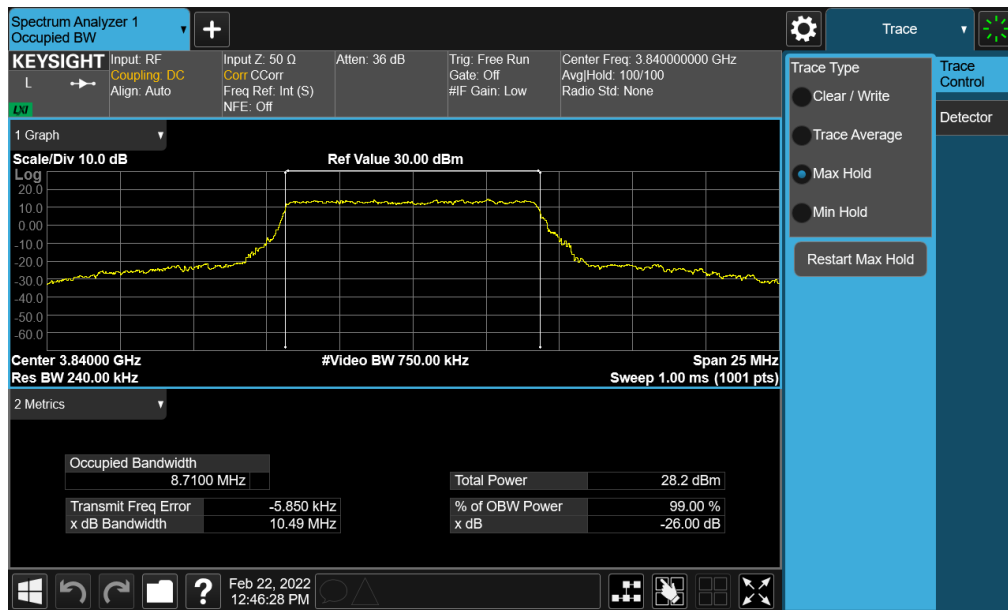 Spectrum Analyzer 1
Occupied BW
+
Trace
KEYSIGHT
L
LXI
Input: RF
Coupling: DC
Align: Auto
Input Z: 50 Ω
Corr CCorr
Freq Ref: Int (S)
NFE: Off
Atten: 36 dB
Trig: Free Run
Gate: Off
#IF Gain: Low
Center Freq: 3.840000000 GHz
Avg|Hold: 100/100
Radio Std: None
Trace Type
Clear / Write
Trace Average
Max Hold
Min Hold
Restart Max Hold
Trace
Control
Detector
1 Graph
Scale/Div 10.0 dB
Ref Value 30.00 dBm
Log
20.0
10.0
0.00
-10.0
-20.0
-30.0
-40.0
-50.0
-60.0
Center 3.84000 GHz
#Video BW 750.00 kHz
Span 25 MHz
Res BW 240.00 kHz
Sweep 1.00 ms (1001 pts)
2 Metrics
Occupied Bandwidth
8.7100 MHz
Total Power 28.2 dBm
Transmit Freq Error -5.850 kHz
% of OBW Power 99.00 %
x dB Bandwidth 10.49 MHz
x dB -26.00 dB
?
Feb 22, 2022
12:46:28 PM